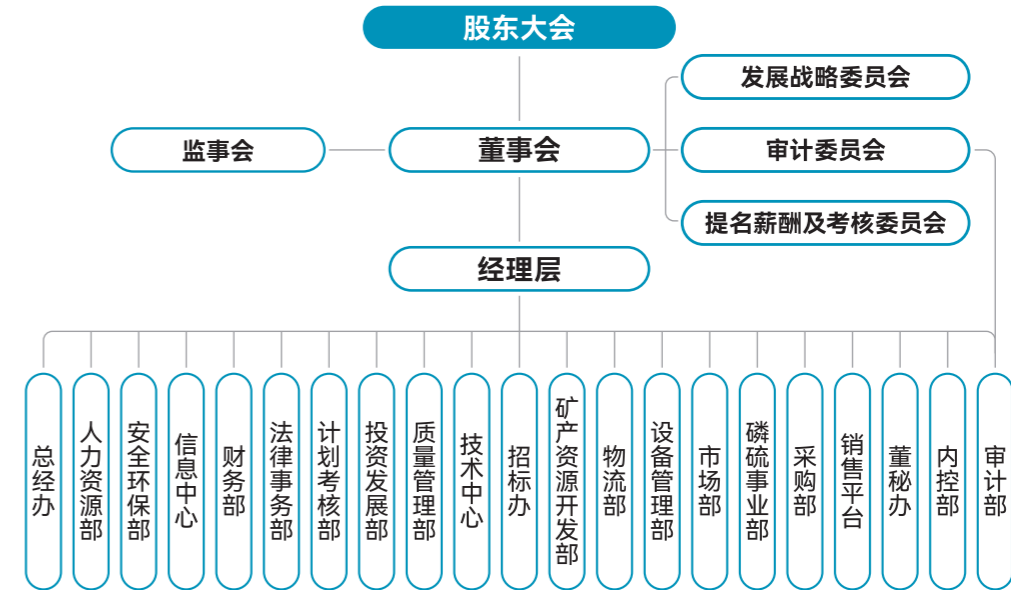 股东大会
发展战略委员会
监事会
董事会
审计委员会
提名薪酬及考核委员会
经理层
总经办
人力资源部
安全环保部
信息中心
财务部
法律事务部
计划考核部
投资发展部
质量管理部
技术中心
招标办
矿产资源开发部
物流部
设备管理部
市场部
磷硫事业部
采购部
销售平台
董秘办
内控部
审计部